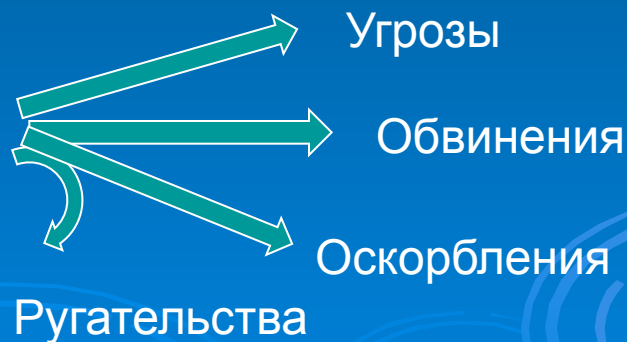 Угрозы
Обвинения
Оскорбления
Ругательства